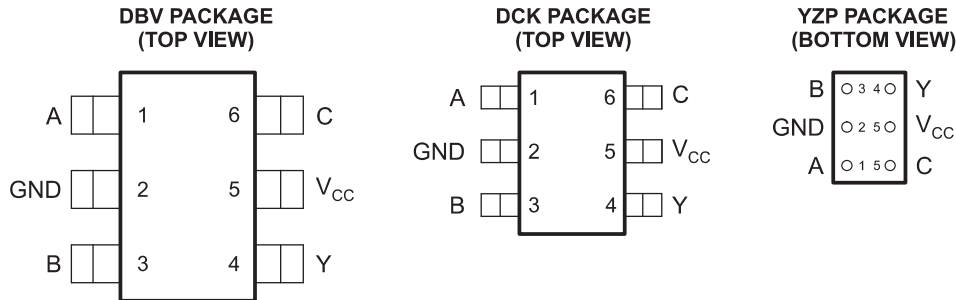 DBV PACKAGE
(TOP VIEW)
A 1 6 C
GND 2 5 VCC
B 3 4 Y
DCK PACKAGE
(TOP VIEW)
A 1 6 C
GND 2 5 VCC
B 3 4 Y
YZP PACKAGE
(BOTTOM VIEW)
B 3 4 Y
GND 2 5 VCC
A 1 5 C